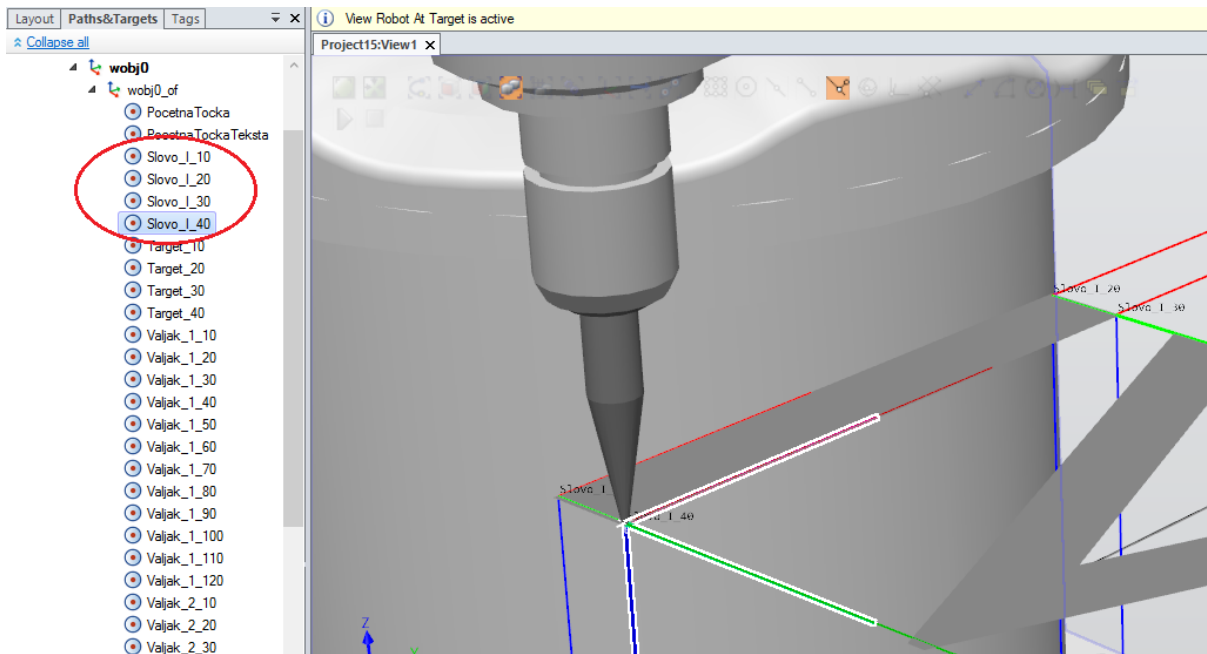 Layout Paths&Targets Tags
View Robot At Target is active
Collapse all
Project15:View1
wobj0
wobj0_of
PocetnaTocka
PocetnaTockaTeksta
Slovo_I_10
Slovo_I_20
Slovo_I_30
Slovo_I_40
Target_10
Target_20
Target_30
Target_40
Valjak_1_10
Valjak_1_20
Valjak_1_30
Valjak_1_40
Valjak_1_50
Valjak_1_60
Valjak_1_70
Valjak_1_80
Valjak_1_90
Valjak_1_100
Valjak_1_110
Valjak_1_120
Valjak_2_10
Valjak_2_20
Valjak_2_30
Slovo_I_20
Slovo_I_30
Slovo_I
Z